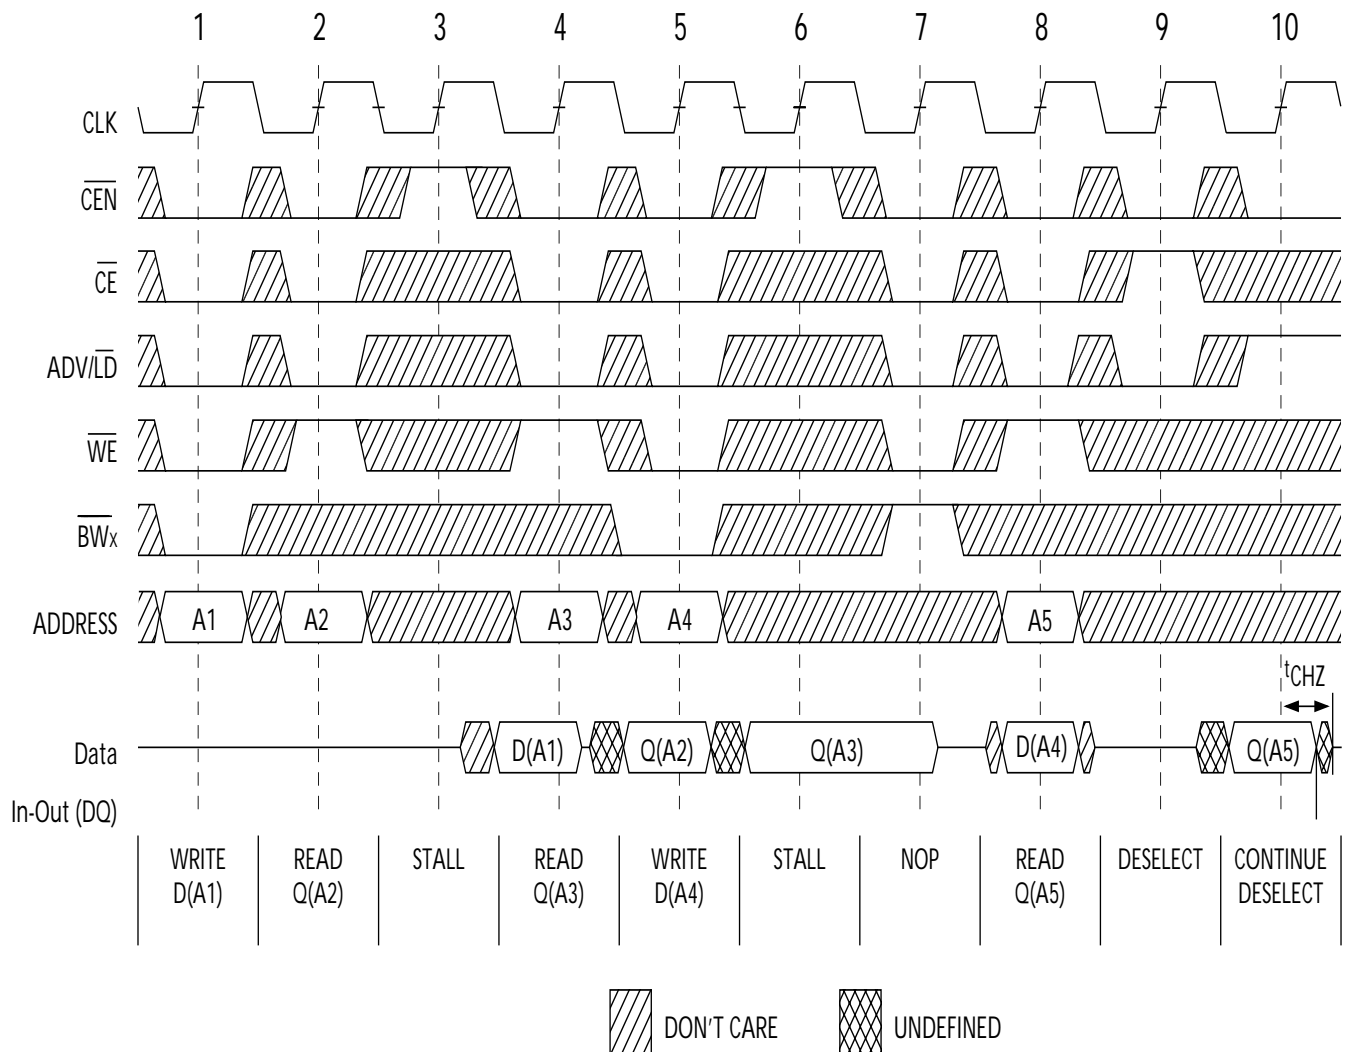 1 2 3 4 5 6 7 8 9 10
CLK
CEN
CE
ADV/LD
WE
BWx
ADDRESS A1 A2 A3 A4 A5
tCHZ
Data D(A1) Q(A2) Q(A3) D(A4) Q(A5)
In-Out (DQ)
WRITE READ STALL READ WRITE STALL NOP READ DESELECT CONTINUE
D(A1) Q(A2) Q(A3) D(A4) Q(A5) DESELECT
DON'T CARE UNDEFINED